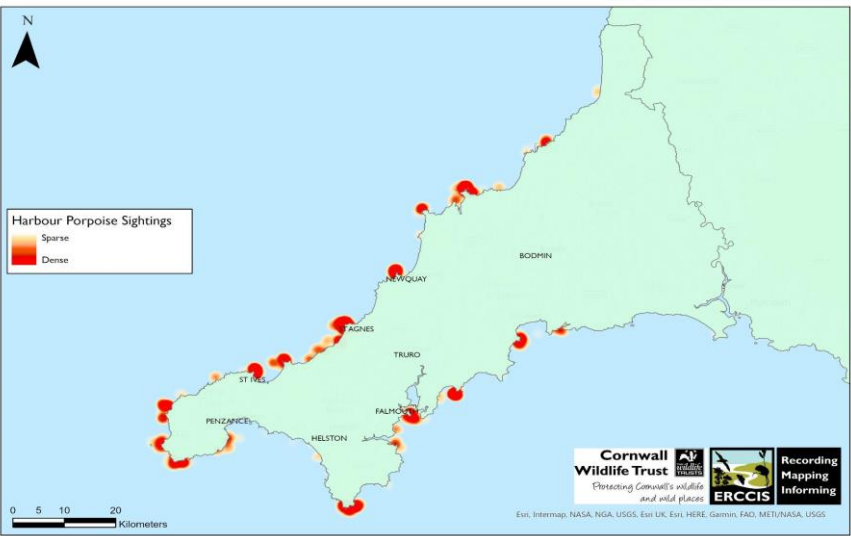 N
Harbour Porpoise Sightings
Sparse
Dense
BODMIN
NEWQUAY
ST AGNES
TRURO
ST IVES
FALMOUTH
PENZANCE
HELSTON
0 5 10 20
Kilometers
Cornwall
Wildlife Trust
Protecting Cornwall's wildlife
and wild places
wildlife
TRUSTS
ERCCIS
Recording
Mapping
Informing
Esri, Intermap, NASA, NGA, USGS, Esri UK, Esri, HERE, Garmin, FAO, METI/NASA, USGS